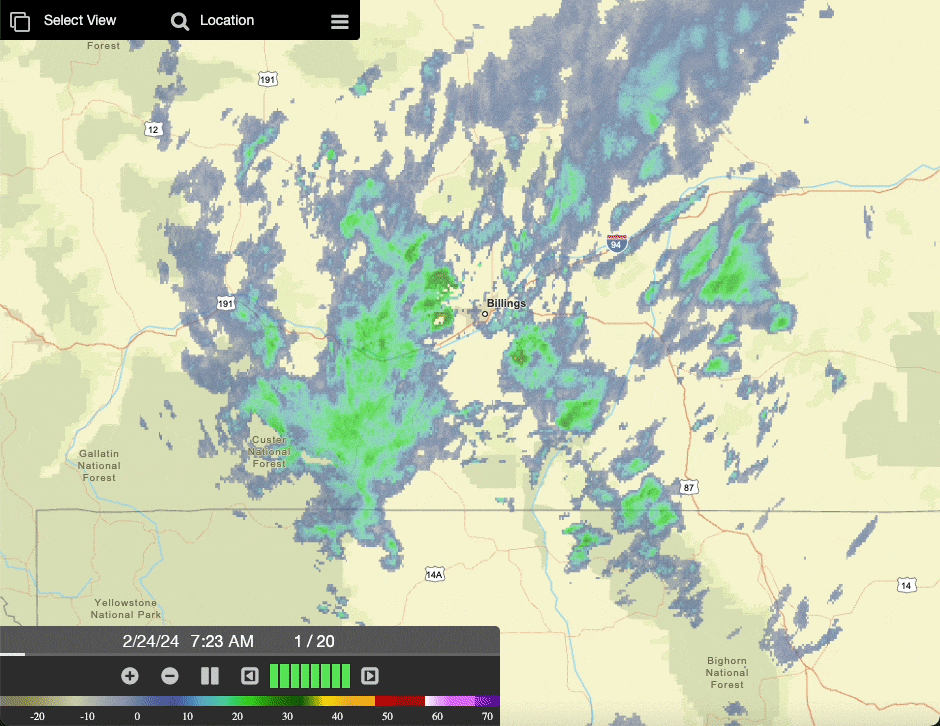 Select View
Location
Forest
191
12
94
191
Billings
Custer
National
Forest
Gallatin
National
Forest
87
14A
14
Yellowstone
National Park
Bighorn
National
Forest
2/24/24 7:23 AM 1 / 20
-20 -10 0 10 20 30 40 50 60 70